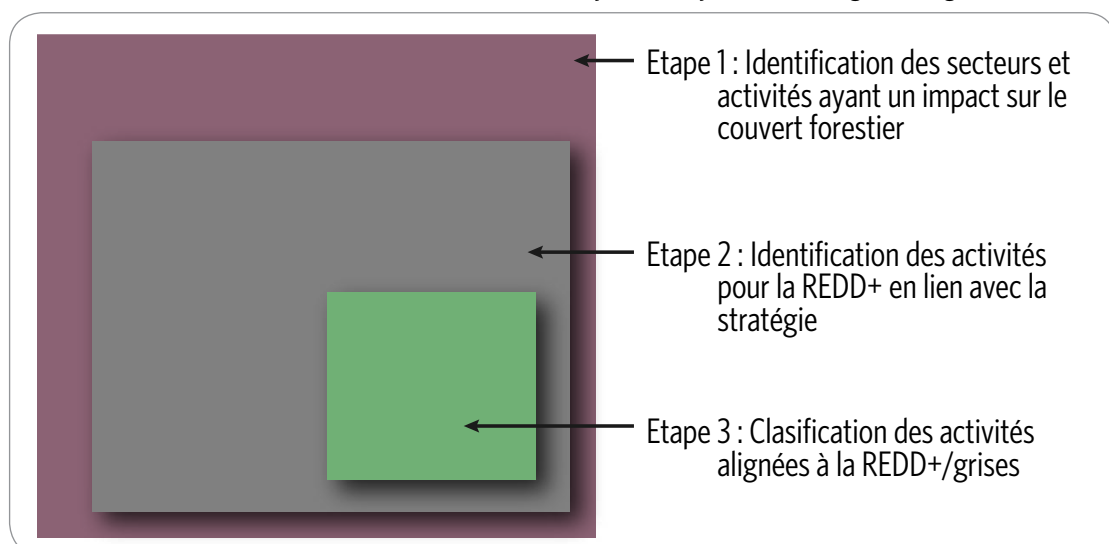 Etape 1 : Identification des secteurs et
activités ayant un impact sur le
couvert forestier
Etape 2 : Identification des activités
pour la REDD+ en lien avec la
stratégie
Etape 3 : Clasification des activités
alignées à la REDD+/grises